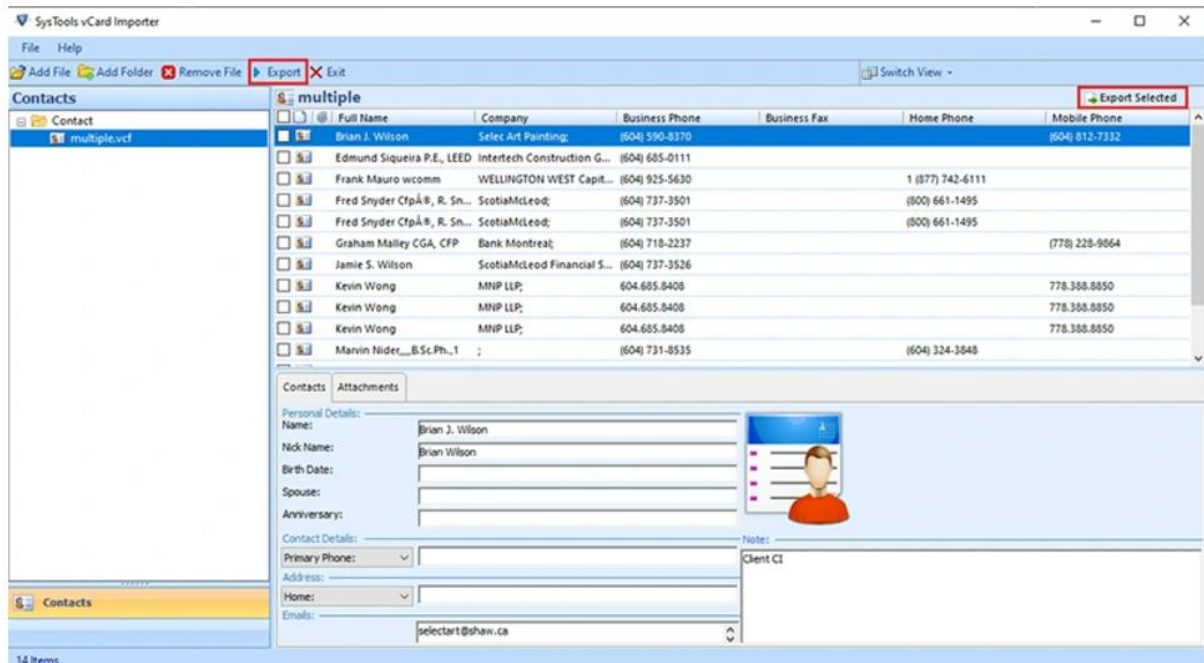 SysTools vCard Importer
File Help
Add File Add Folder Remove File Export Exit Switch View
Contacts
multiple Export Selected
Contact
multiple.vcf
Full Name Company Business Phone Business Fax Home Phone Mobile Phone
Brian J. Wilson Selec Art Painting; (604) 590-8370 (604) 812-7332
Edmund Siqueira P.E., LEED Intertech Construction G... (604) 685-0111
Frank Mauro wcomm WELLINGTON WEST Capit... (604) 925-5630 1 (877) 742-6111
Fred Snyder CfpÂ®, R. Sn... ScotiaMcLeod; (604) 737-3501 (800) 661-1495
Fred Snyder CfpÂ®, R. Sn... ScotiaMcLeod; (604) 737-3501 (800) 661-1495
Graham Malley CGA, CFP Bank Montreal; (604) 718-2237 (778) 228-9864
Jamie S. Wilson ScotiaMcLeod Financial S... (604) 737-3526
Kevin Wong MNP LLP; 604.685.8408 778.388.8850
Kevin Wong MNP LLP; 604.685.8408 778.388.8850
Kevin Wong MNP LLP; 604.685.8408 778.388.8850
Marvin Nider,,,,B.Sc.Ph.,1 ; (604) 731-8535 (604) 324-3848
Contacts Attachments
Personal Details:
Name: Brian J. Wilson
Nick Name: Brian Wilson
Birth Date:
Spouse:
Anniversary:
Contact Details:
Primary Phone:
Address:
Home:
Emails:
selectart@shaw.ca
Note:
Client CI
Contacts
14 Items